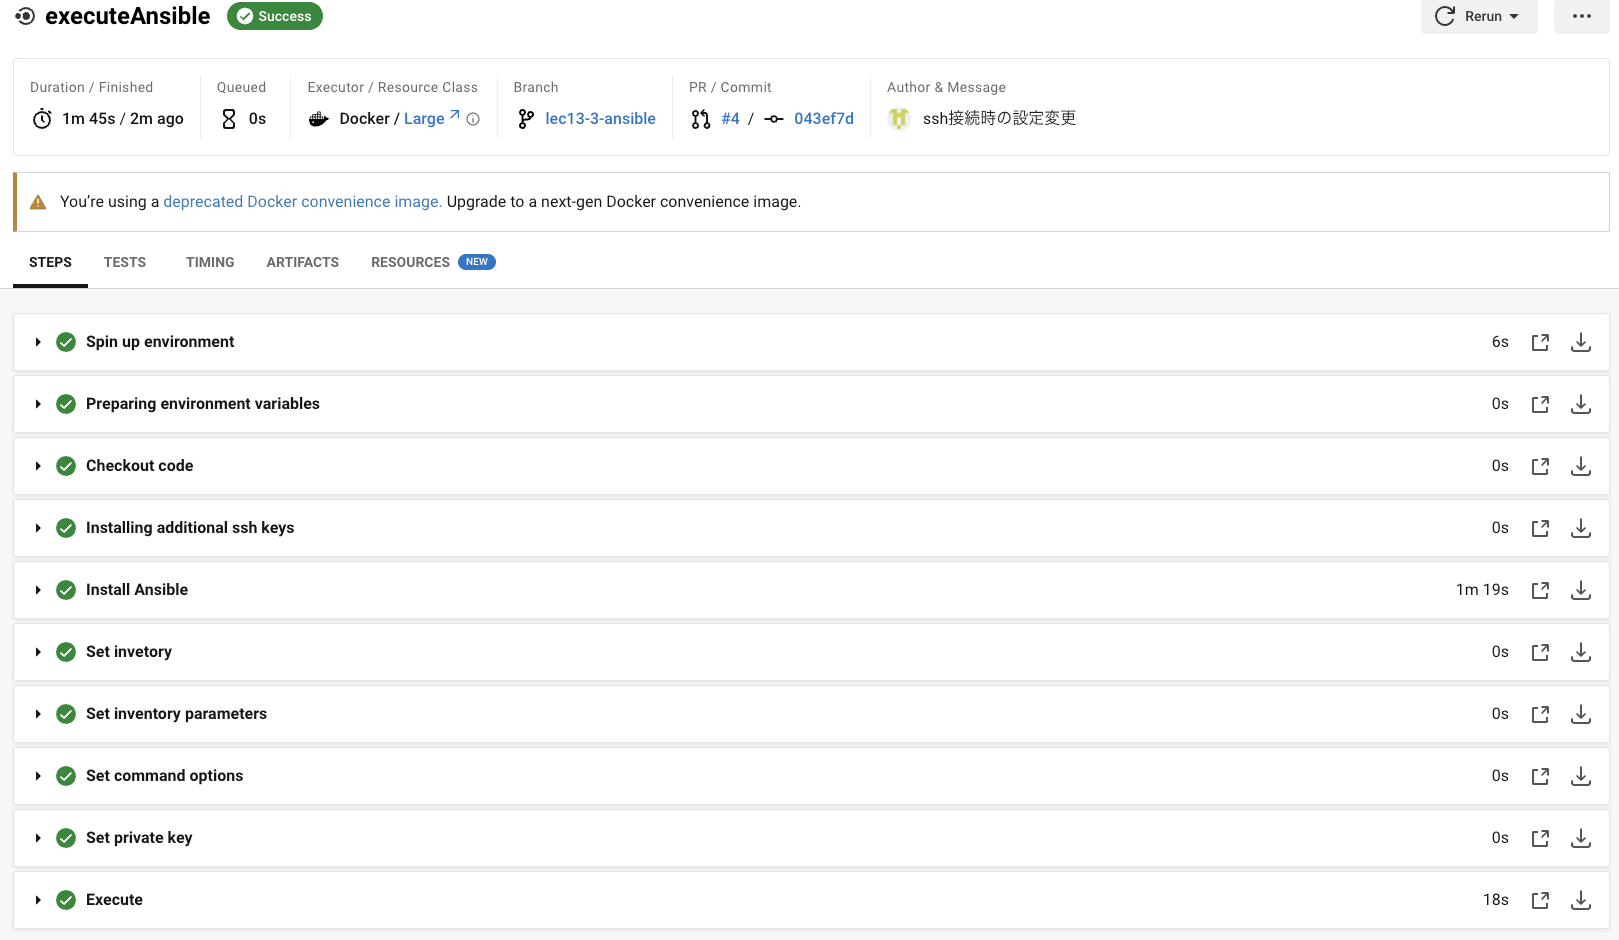 executeAnsible Success Rerun
Duration / Finished Queued Executor / Resource Class Branch PR / Commit Author & Message
1m 45s / 2m ago 0s Docker / Large lec13-3-ansible #4 / 043ef7d ssh接続時の設定変更
You’re using a deprecated Docker convenience image. Upgrade to a next-gen Docker convenience image.
STEPS TESTS TIMING ARTIFACTS RESOURCES NEW
Spin up environment 6s
Preparing environment variables 0s
Checkout code 0s
Installing additional ssh keys 0s
Install Ansible 1m 19s
Set invetory 0s
Set inventory parameters 0s
Set command options 0s
Set private key 0s
Execute 18s